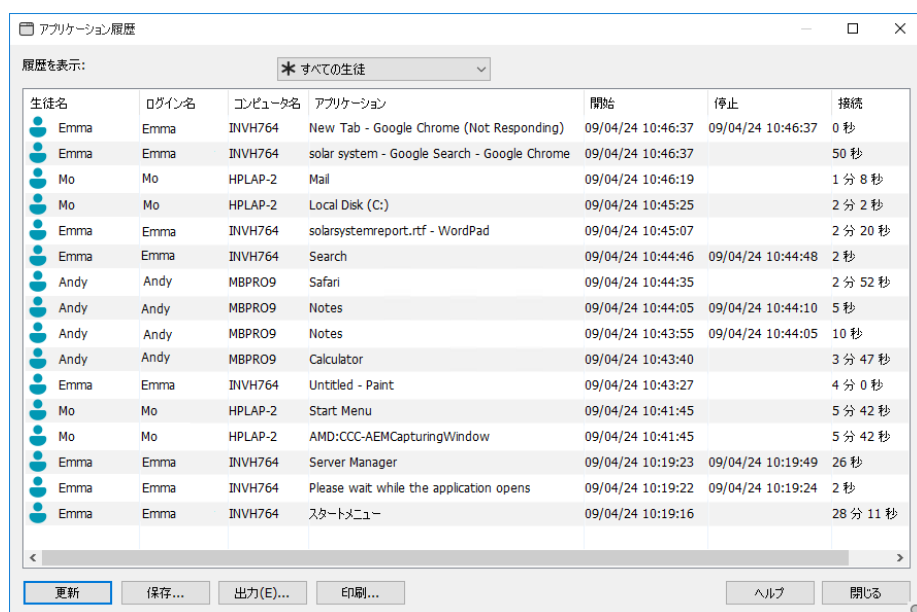 アプリケーション履歴
履歴を表示: すべての生徒
生徒名 ログイン名 コンピュータ名 アプリケーション 開始 停止 接続
Emma Emma INVH764 New Tab - Google Chrome (Not Responding) 09/04/24 10:46:37 09/04/24 10:46:37 0 秒
Emma Emma INVH764 solar system - Google Search - Google Chrome 09/04/24 10:46:37 50 秒
Mo Mo HPLAP-2 Mail 09/04/24 10:46:19 1 分 8 秒
Mo Mo HPLAP-2 Local Disk (C:) 09/04/24 10:45:25 2 分 2 秒
Emma Emma INVH764 solarsystemreport.rtf - WordPad 09/04/24 10:45:07 2 分 20 秒
Emma Emma INVH764 Search 09/04/24 10:44:46 09/04/24 10:44:48 2 秒
Andy Andy MBPRO9 Safari 09/04/24 10:44:35 2 分 52 秒
Andy Andy MBPRO9 Notes 09/04/24 10:44:05 09/04/24 10:44:10 5 秒
Andy Andy MBPRO9 Notes 09/04/24 10:43:55 09/04/24 10:44:05 10 秒
Andy Andy MBPRO9 Calculator 09/04/24 10:43:40 3 分 47 秒
Emma Emma INVH764 Untitled - Paint 09/04/24 10:43:27 4 分 0 秒
Mo Mo HPLAP-2 Start Menu 09/04/24 10:41:45 5 分 42 秒
Mo Mo HPLAP-2 AMD:CCC-AEMCapturingWindow 09/04/24 10:41:45 5 分 42 秒
Emma Emma INVH764 Server Manager 09/04/24 10:19:23 09/04/24 10:19:49 26 秒
Emma Emma INVH764 Please wait while the application opens 09/04/24 10:19:22 09/04/24 10:19:24 2 秒
Emma Emma INVH764 スタートメニュー 09/04/24 10:19:16 28 分 11 秒
更新 保存... 出力(E)... 印刷... ヘルプ 閉じる